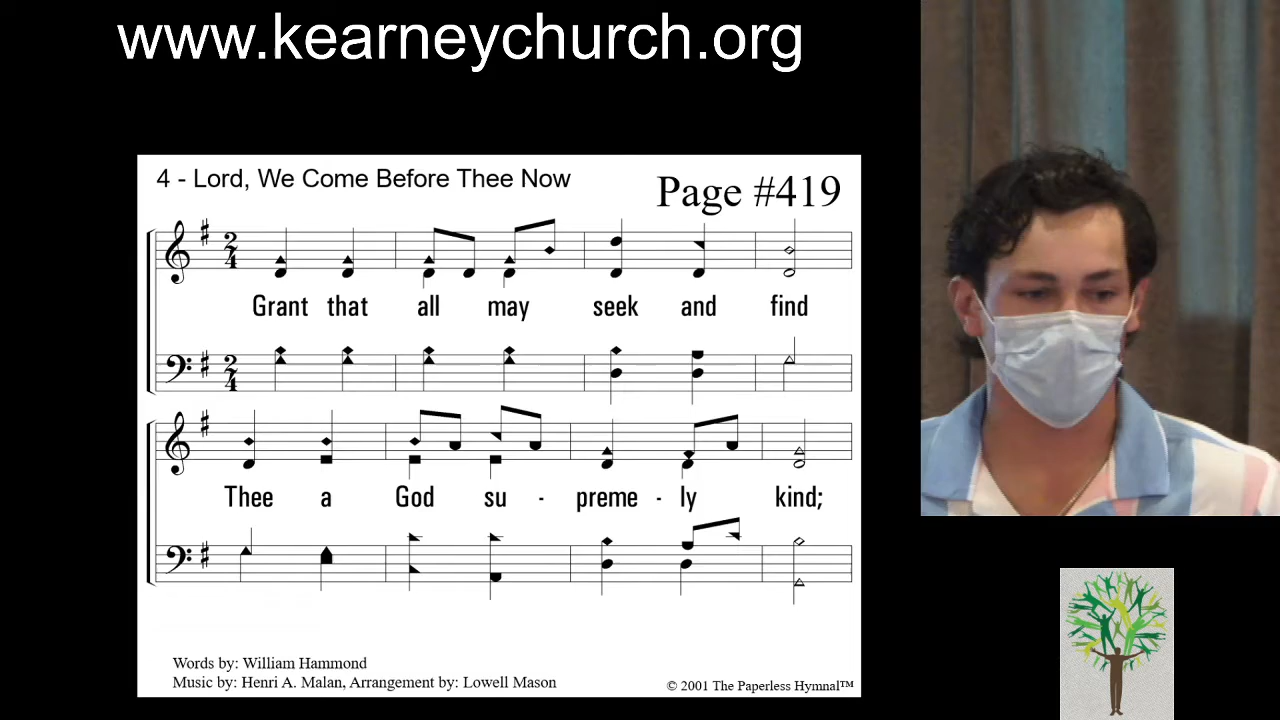 www.kearneychurch.org
4 - Lord, We Come Before Thee Now
Page #419
Grant that all may seek and find
Thee a God su - preme - ly kind;
Words by: William Hammond
Music by: Henri A. Malan, Arrangement by: Lowell Mason
© 2001 The Paperless Hymnal™